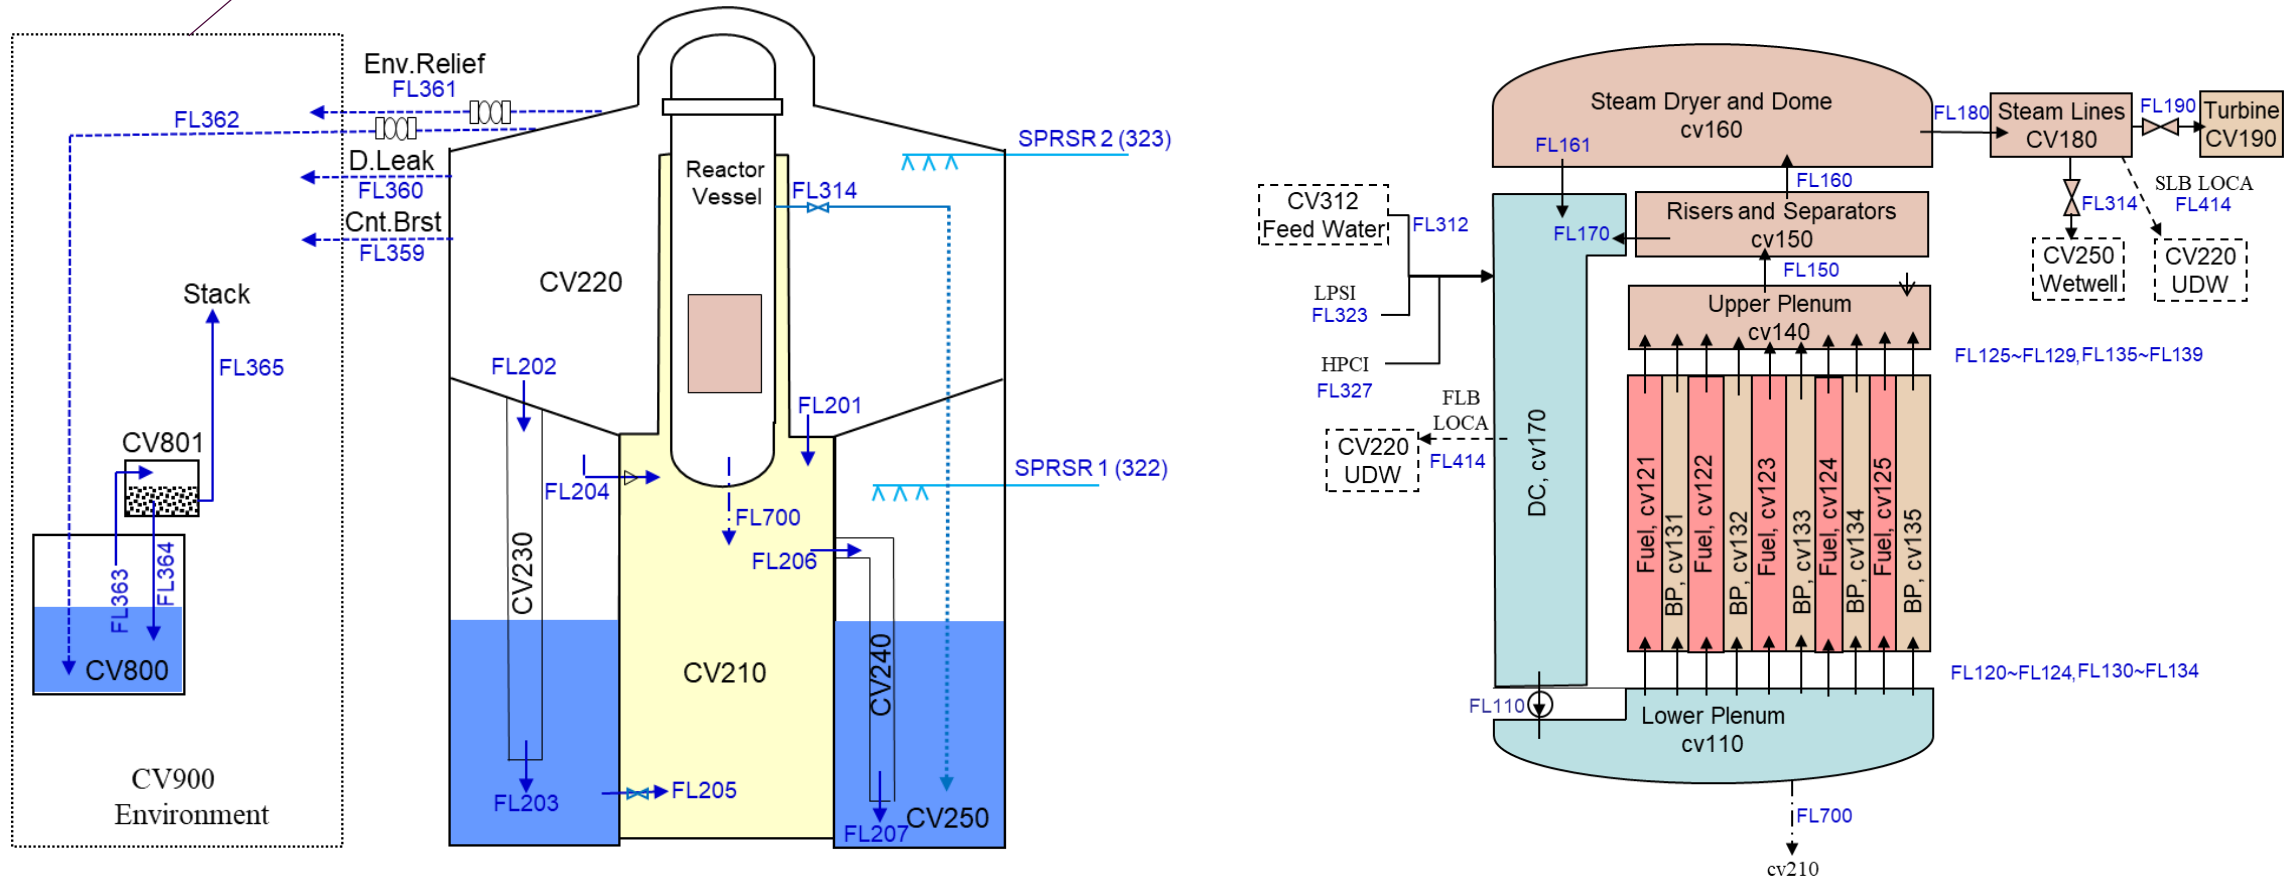 Env.Relief
FL361
FL362
D.Leak
FL360
Cnt.Brst
FL359
Stack
FL365
CV801
FL363
FL364
CV800
CV900
Environment
Reactor
Vessel
FL314
SPRSR 2 (323)
CV220
FL202
FL201
FL204
SPRSR 1 (322)
FL700
FL206
CV230
CV210
CV240
FL203
FL205
FL207
CV250
Steam Dryer and Dome
cv160
FL161
FL160
FL180
Steam Lines
CV180
FL190
Turbine
CV190
SLB LOCA
FL414
FL314
CV250
Wetwell
CV220
UDW
CV312
Feed Water
FL312
Risers and Separators
cv150
FL170
FL150
LPSI
FL323
Upper Plenum
cv140
HPCI
FL327
FL125~FL129,FL135~FL139
FLB
LOCA
CV220
UDW
FL414
DC, cv170
Fuel, cv121
BP, cv131
Fuel, cv122
BP, cv132
Fuel, cv123
BP, cv133
Fuel, cv124
BP, cv134
Fuel, cv125
BP, cv135
FL120~FL124,FL130~FL134
FL110
Lower Plenum
cv110
FL700
cv210